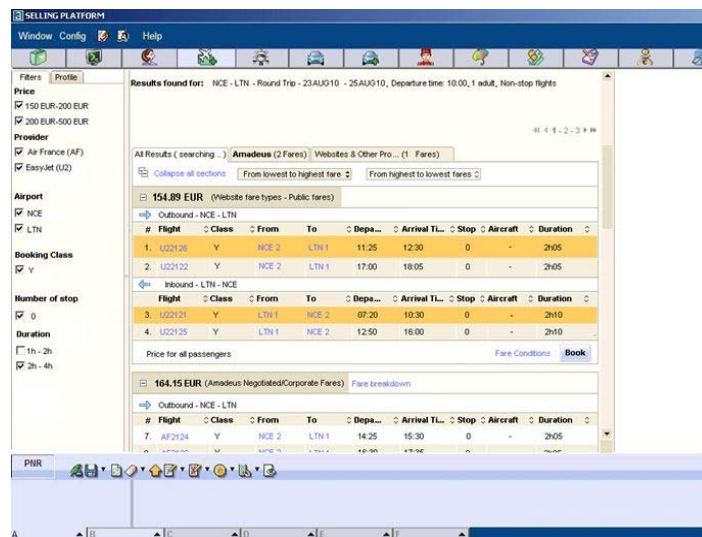 SELLING PLATFORM
Window Config Help
Filters Profile
Price
150 EUR-200 EUR
200 EUR-500 EUR
Provider
Air France (AF)
EasyJet (U2)
Airport
NCE
LTN
Booking Class
Y
Number of stop
0
Duration
1h - 2h
2h - 4h
Results found for: NCE - LTN - Round Trip - 23AUG10 - 25AUG10, Departure time: 10:00, 1 adult, Non-stop flights
1 - 2 - 3
All Results ( searching ...) Amadeus (2 Fares) Websites & Other Pro... (1 Fares)
Collapse all sections From lowest to highest fare From highest to lowest fares
154.89 EUR (Website fare types - Public fares)
Outbound - NCE - LTN
# Flight Class From To Depa... Arrival Ti... Stop Aircraft Duration
1. U22126 Y NCE 2 LTN 1 11:25 12:30 0 - 2h05
2. U22122 Y NCE 2 LTN 1 17:00 18:05 0 - 2h05
Inbound - LTN - NCE
Flight Class From To Depa... Arrival Ti... Stop Aircraft Duration
3. U22121 Y LTN 1 NCE 2 07:20 10:30 0 - 2h10
4. U22125 Y LTN 1 NCE 2 12:50 16:00 0 - 2h10
Price for all passengers Fare Conditions Book
164.15 EUR (Amadeus Negotiated/Corporate Fares) Fare breakdown
Outbound - NCE - LTN
# Flight Class From To Depa... Arrival Ti... Stop Aircraft Duration
7. AF2124 Y NCE 2 LTN 1 14:25 15:30 0 - 2h05
PNR
A B C D E F